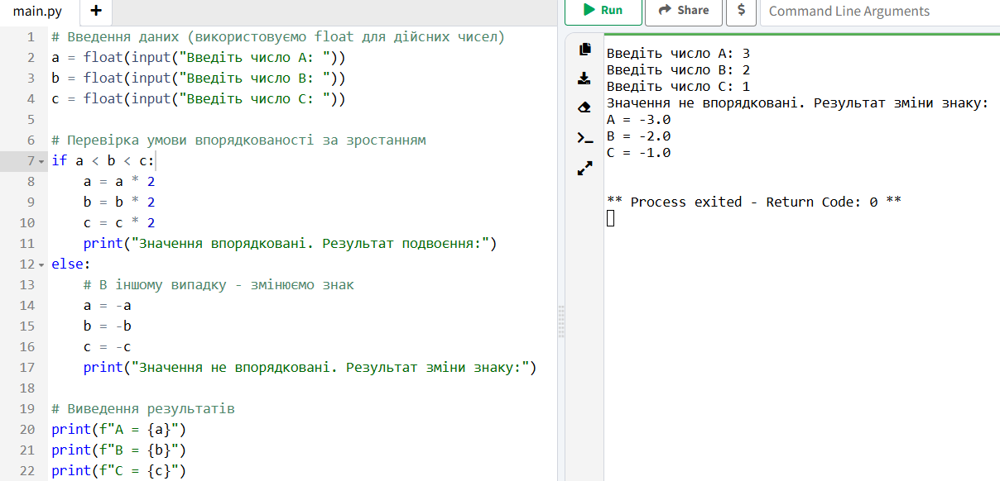 main.py +
Run Share $ Command Line Arguments
1 # Введення даних (використовуємо float для дійсних чисел)
2 a = float(input("Введіть число A: "))
3 b = float(input("Введіть число B: "))
4 c = float(input("Введіть число C: "))
5
6 # Перевірка умови впорядкованості за зростанням
7 if a < b < c:
8     a = a * 2
9     b = b * 2
10     c = c * 2
11     print("Значення впорядковані. Результат подвоєння:")
12 else:
13     # В іншому випадку - змінюємо знак
14     a = -a
15     b = -b
16     c = -c
17     print("Значення не впорядковані. Результат зміни знаку:")
18
19 # Виведення результатів
20 print(f"A = {a}")
21 print(f"B = {b}")
22 print(f"C = {c}")
Введіть число A: 3
Введіть число B: 2
Введіть число C: 1
Значення не впорядковані. Результат зміни знаку:
A = -3.0
B = -2.0
C = -1.0
** Process exited - Return Code: 0 **